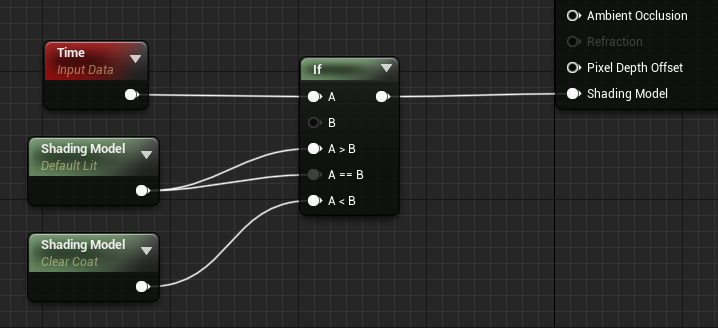 Ambient Occlusion
Refraction
Pixel Depth Offset
Shading Model
Time
Input Data
If
A
B
A > B
A == B
A < B
Shading Model
Default Lit
Shading Model
Clear Coat